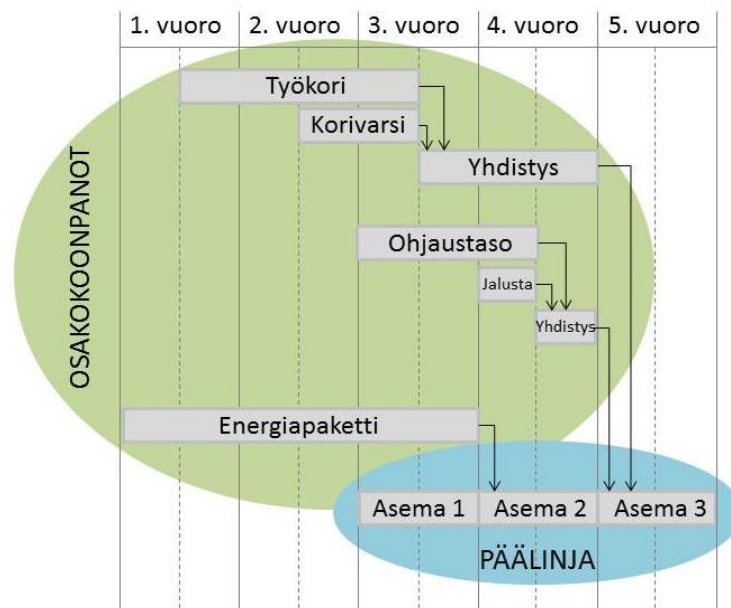 1. vuoro 2. vuoro 3. vuoro 4. vuoro 5. vuoro
Työkori
Korivarsi
Yhdistys
OSAKOKOONPANOT
Ohjaustaso
Jalusta
Yhdistys
Energiapaketti
Asema 1 Asema 2 Asema 3
PÄÄLINJA